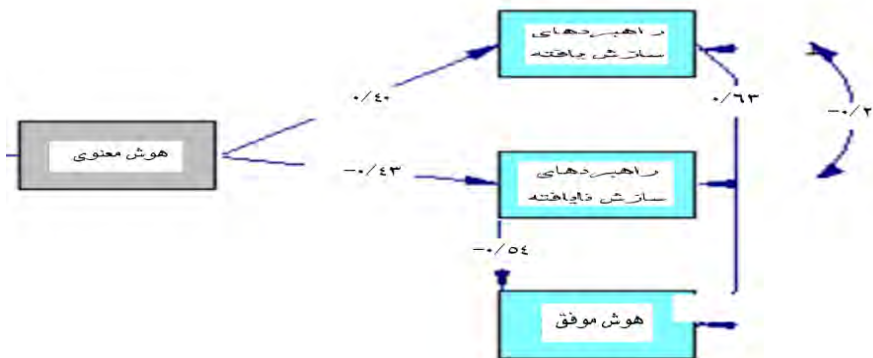 راهبردهای
سازش یافته
۰/۴۰
۰/۶۳
-۰/۲
هوش معنوی
-۰/۴۳
راهبردهای
سازش نایافته
-۰/۵٤
هوش موفق